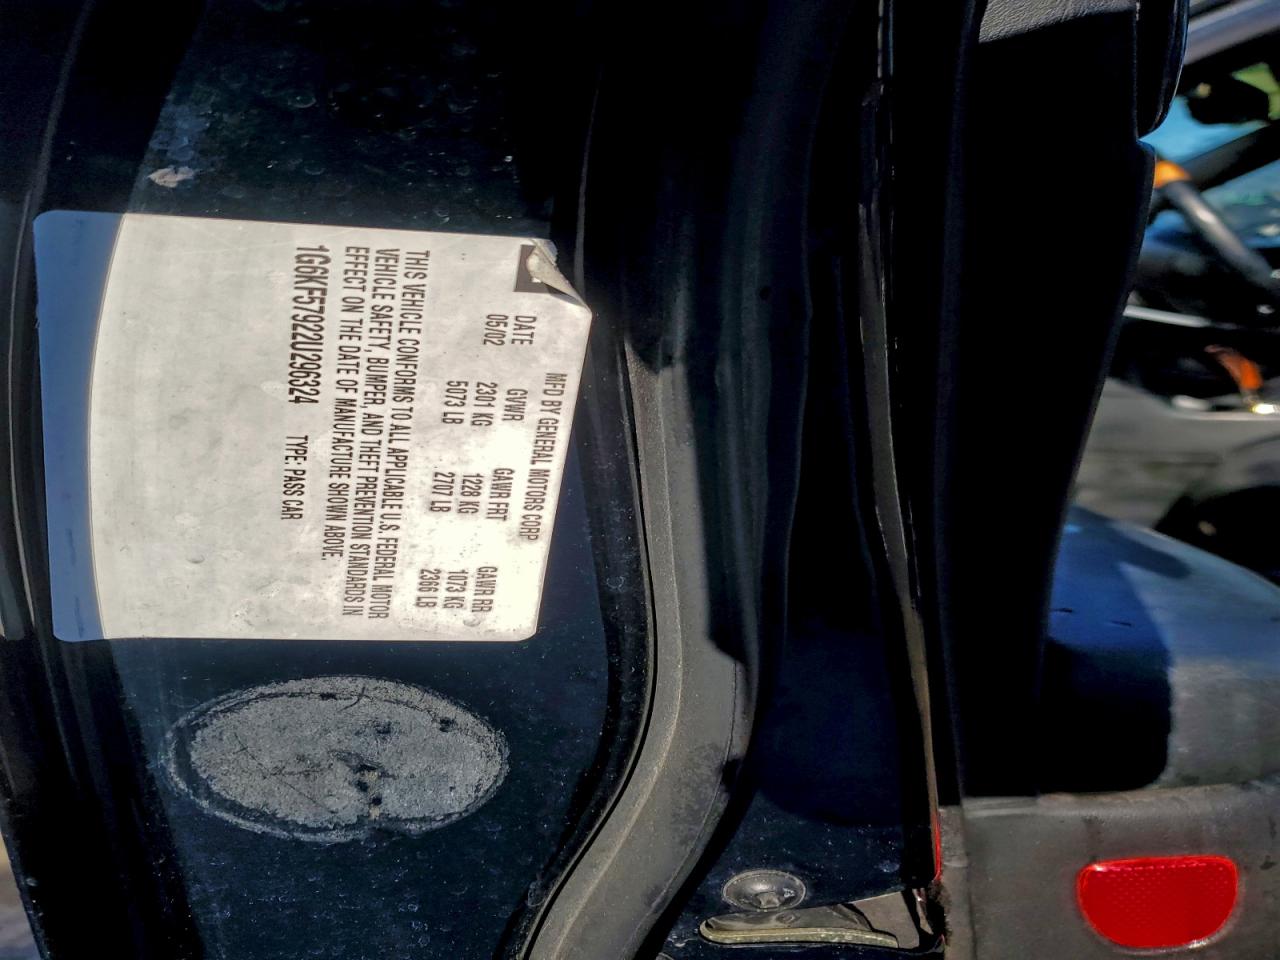 MFD BY GENERAL MOTORS CORP
DATE GVWR GAWR FRT GAWR RR
05/02 2301 KG 1228 KG 1073 KG
5073 LB 2707 LB 2366 LB
THIS VEHICLE CONFORMS TO ALL APPLICABLE U.S. FEDERAL MOTOR
VEHICLE SAFETY, BUMPER, AND THEFT PREVENTION STANDARDS IN
EFFECT ON THE DATE OF MANUFACTURE SHOWN ABOVE.
1G6KF57922U296324 TYPE: PASS CAR